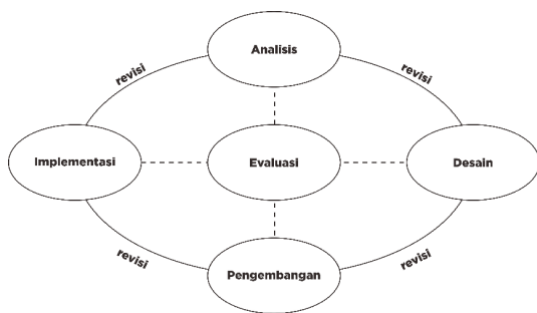 Analisis
revisi
revisi
Implementasi
Evaluasi
Desain
revisi
revisi
Pengembangan